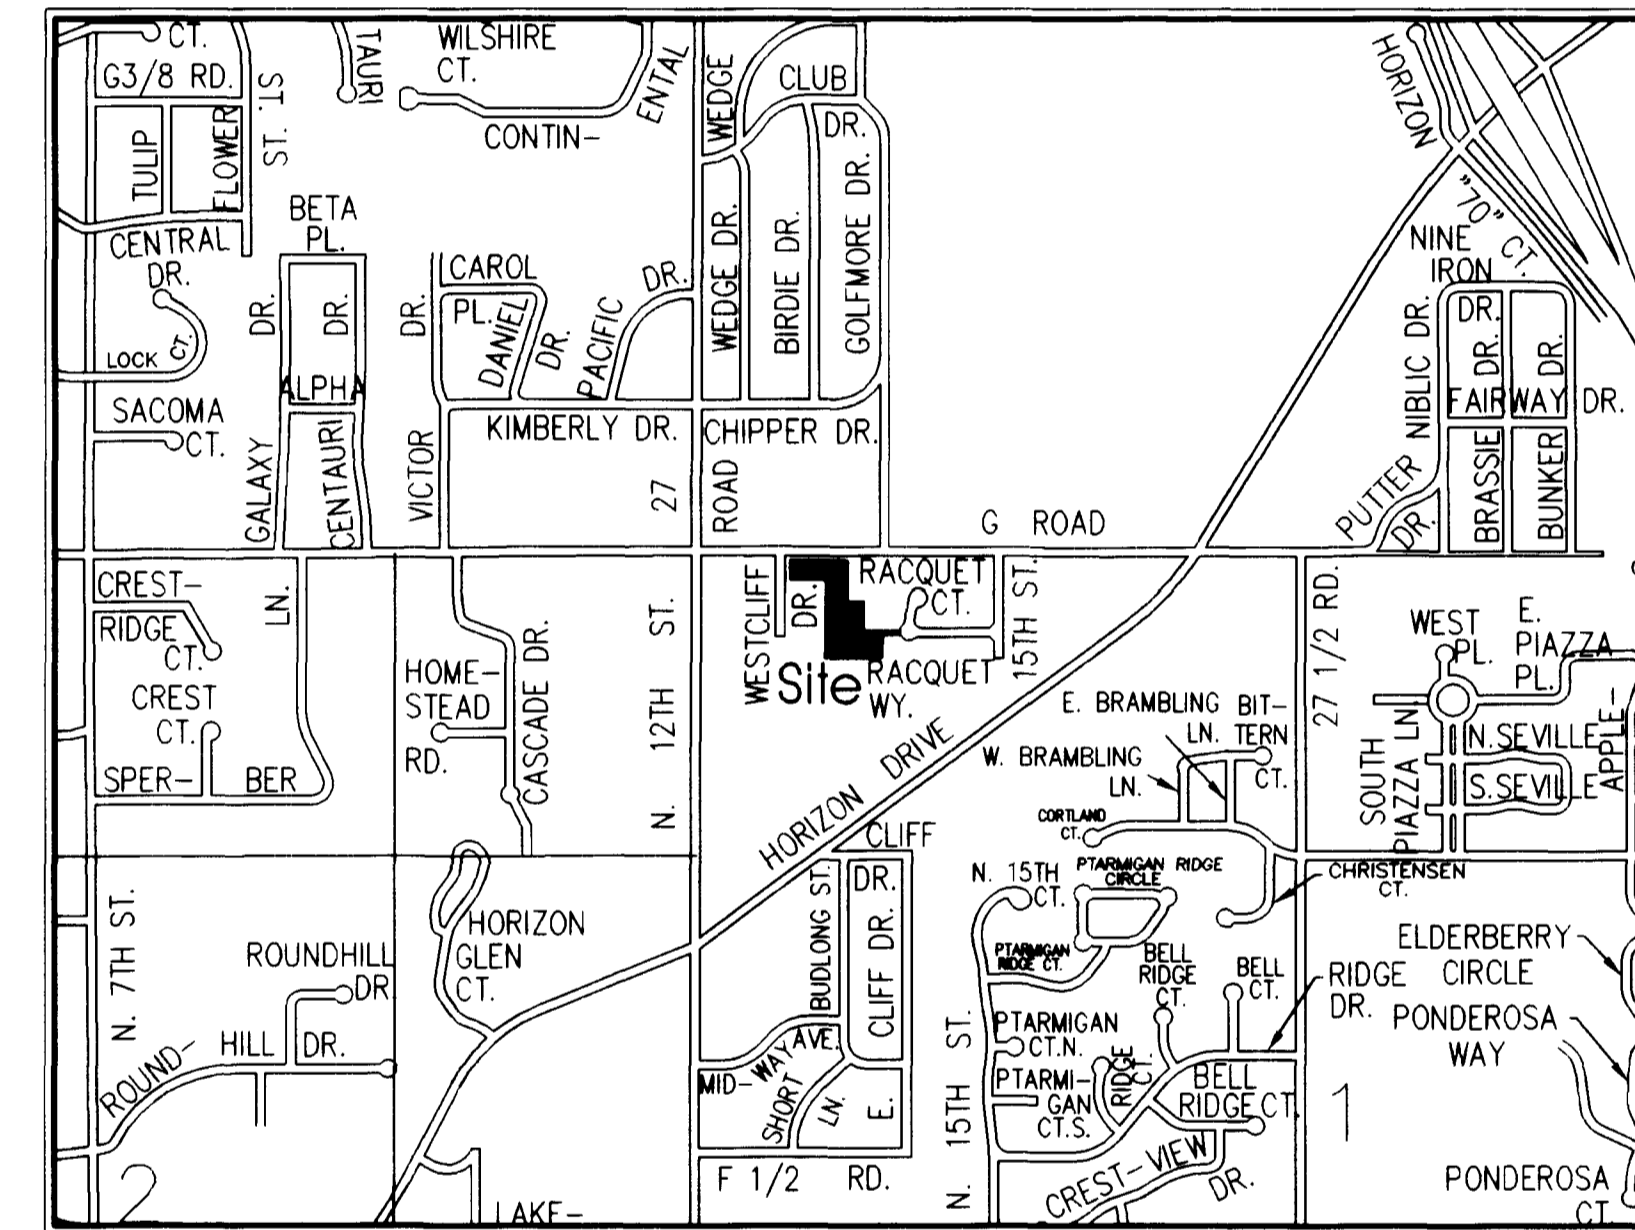 CT.
G3/8 RD.
ST.
ST.
TAURI
WILSHIRE
CT.
CONTIN-
ENTAL
WEDGE
CLUB
DR.
HORIZON
TULIP
FLOWER
CENTRAL
DR.
BETA
PL.
LOCK CT.
SACOMA
CT.
GALAXY
DR.
DR.
ALPHA
CENTAURI
VICTOR
DR.
CAROL
PL.
DANIEL
DR.
PACIFIC
DR.
WEDGE DR.
BIRDIE DR.
GOLFMORE DR.
KIMBERLY DR.
CHIPPER DR.
27
ROAD
G ROAD
"70" CT.
NINE
IRON
DR.
NIBLIC DR.
PUTTER
DR.
FAIRWAY DR.
BRASSIE
DR.
BUNKER
DR.
CREST-
RIDGE
CT.
LN.
CREST
CT.
SPER-
BER
HOME-
STEAD
RD.
CASCADE DR.
N. 12TH ST.
WESTCLIFF
DR.
Site
RACQUET
CT.
RACQUET
WY.
15TH ST.
HORIZON DRIVE
27 1/2 RD.
WEST
PL.
E.
PIAZZA
PL.
SOUTH
PIAZZA LN.
N. SEVILLE
S. SEVILLE
APPLE-
E. BRAMBLING
LN.
BIT-
TERN
CT.
W. BRAMBLING
LN.
CORTLAND
CT.
CHRISTENSEN
CT.
N. 7TH ST.
ROUNDHILL
DR
ROUND-
HILL DR.
HORIZON
GLEN
CT.
CLIFF
DR.
BUDLONG ST.
CLIFF DR.
E.
MID-
WAY
AVE.
SHORT
LN.
F 1/2 RD.
N. 15TH
CT.
PTARMIGAN RIDGE
CIRCLE
PTARMIGAN
RIDGE CT.
BELL
RIDGE
CT.
BELL
CT.
RIDGE
DR.
PTARMIGAN
CT.N.
PTARMI-
GAN
CT.S.
RIDGE
CT.
BELL
RIDGE CT.
N. 15TH ST.
CREST-VIEW
DR.
ELDERBERRY
CIRCLE
PONDEROSA
WAY
PONDEROSA
CT.
1
2
LAKE-